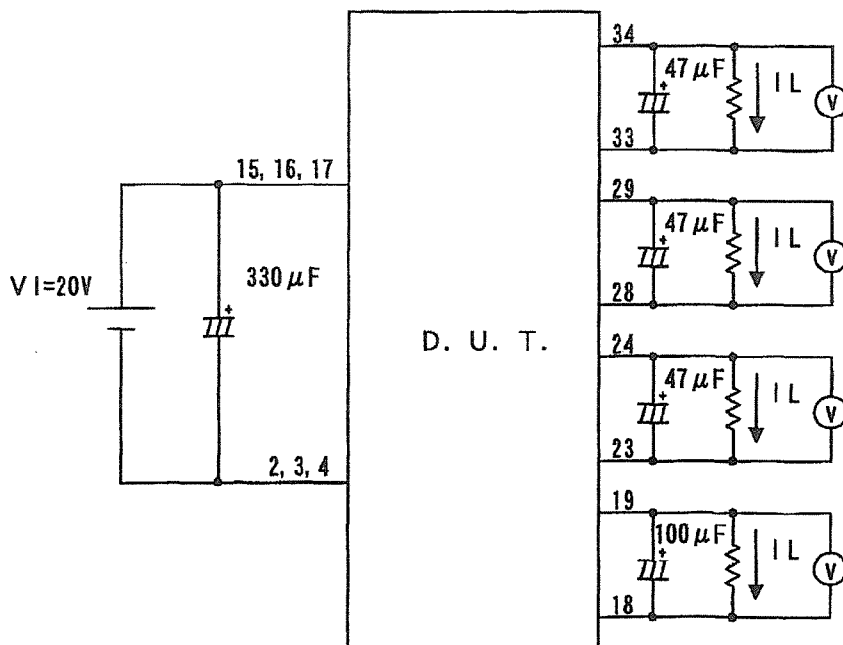 34
47μF
IL
V
33
15, 16, 17
29
47μF
IL
V
VI=20V
330μF
28
D. U. T.
24
47μF
IL
V
23
2, 3, 4
19
100μF
IL
V
18